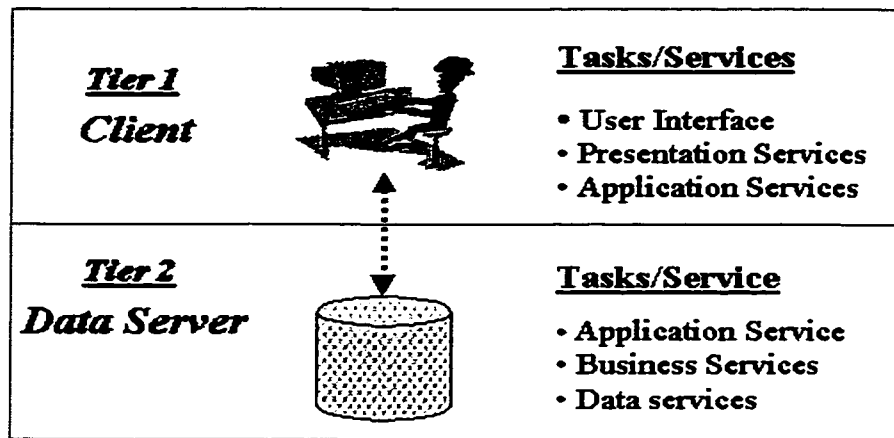 Tier 1
Client
Tasks/Services
• User Interface
• Presentation Services
• Application Services
Tier 2
Data Server
Tasks/Service
• Application Service
• Business Services
• Data services